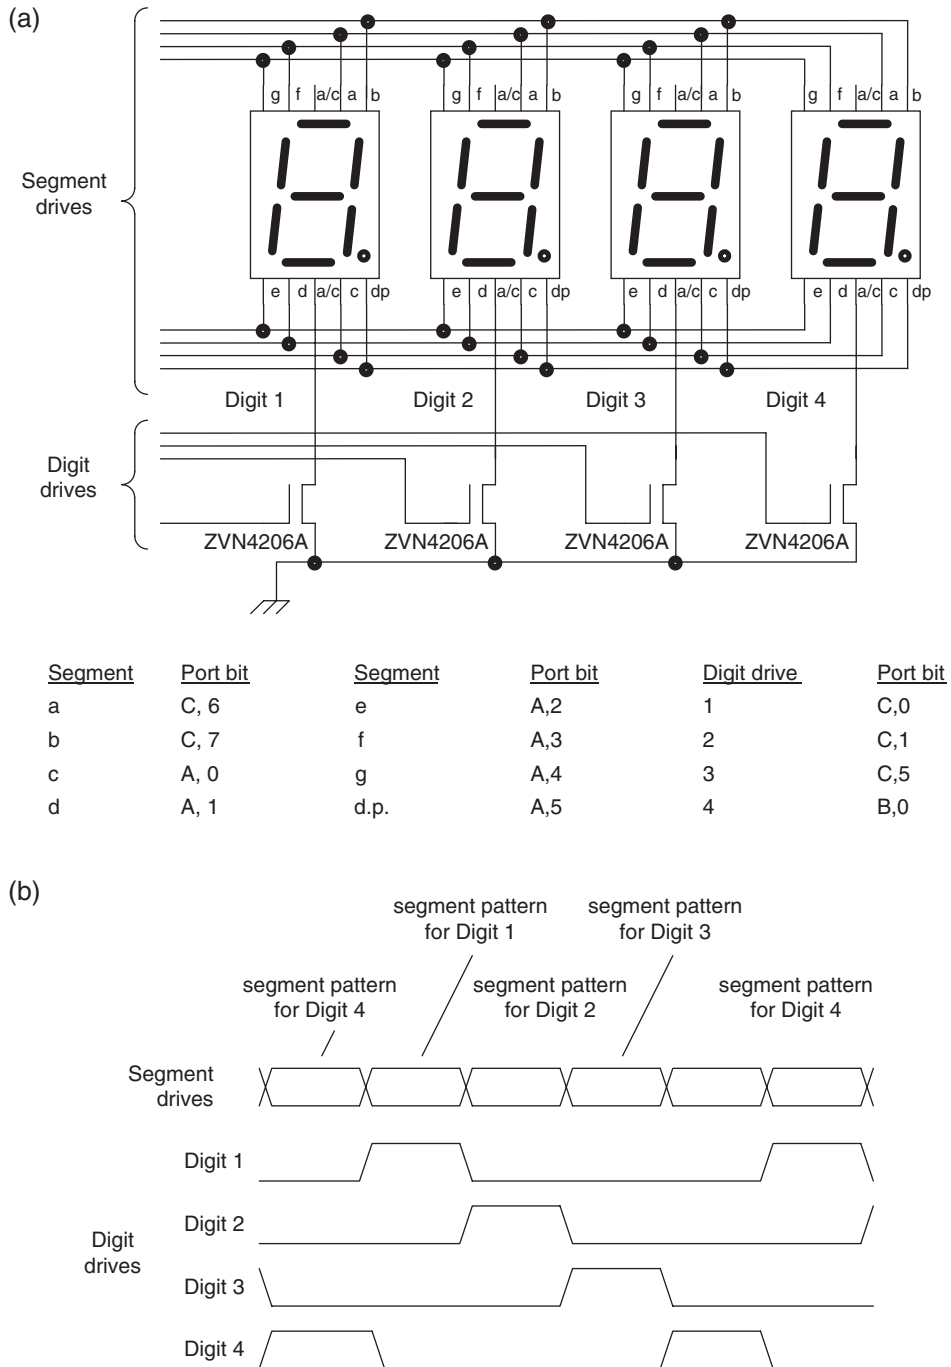 (a)
g f a/c a b g f a/c a b g f a/c a b g f a/c a b
Segment
drives
e d a/c c dp e d a/c c dp e d a/c c dp e d a/c c dp
Digit 1 Digit 2 Digit 3 Digit 4
Digit
drives
ZVN4206A ZVN4206A ZVN4206A ZVN4206A
Segment Port bit Segment Port bit Digit drive Port bit
a C, 6 e A,2 1 C,0
b C, 7 f A,3 2 C,1
c A, 0 g A,4 3 C,5
d A, 1 d.p. A,5 4 B,0
(b)
segment pattern
for Digit 1
segment pattern
for Digit 3
segment pattern
for Digit 4
segment pattern
for Digit 2
segment pattern
for Digit 4
Segment
drives
Digit 1
Digit 2
Digit
drives
Digit 3
Digit 4